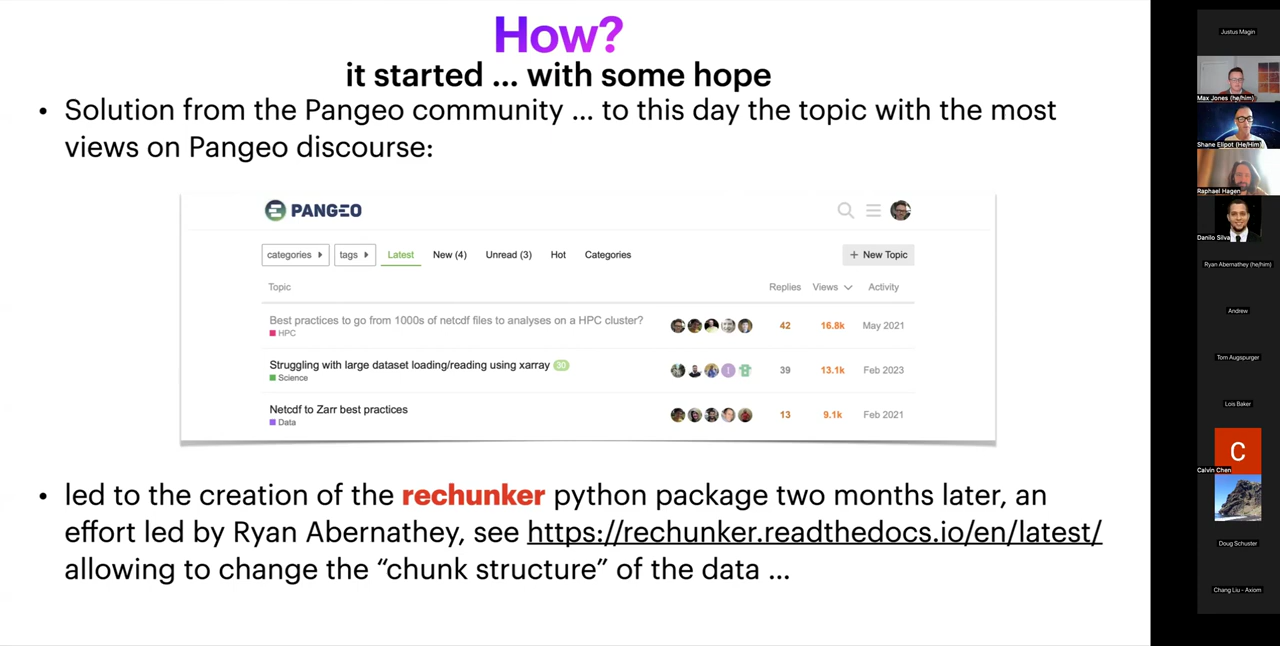 How?
it started ... with some hope
• Solution from the Pangeo community ... to this day the topic with the most
views on Pangeo discourse:
PANGEO
categories tags Latest New (4) Unread (3) Hot Categories + New Topic
Topic Replies Views Activity
Best practices to go from 1000s of netcdf files to analyses on a HPC cluster? 42 16.8k May 2021
HPC
Struggling with large dataset loading/reading using xarray 30 39 13.1k Feb 2023
Science
Netcdf to Zarr best practices 13 9.1k Feb 2021
Data
• led to the creation of the rechunker python package two months later, an
effort led by Ryan Abernathey, see https://rechunker.readthedocs.io/en/latest/
allowing to change the “chunk structure” of the data ...
Justus Magin
Max Jones (he/him)
Shane Elipot (He/Him)
Raphael Hagen
Danilo Silva
Ryan Abernathey (he/him)
Andrew
Tom Augspurger
Lois Baker
C
Calvin Chen
Doug Schuster
Chang Liu - Axiom